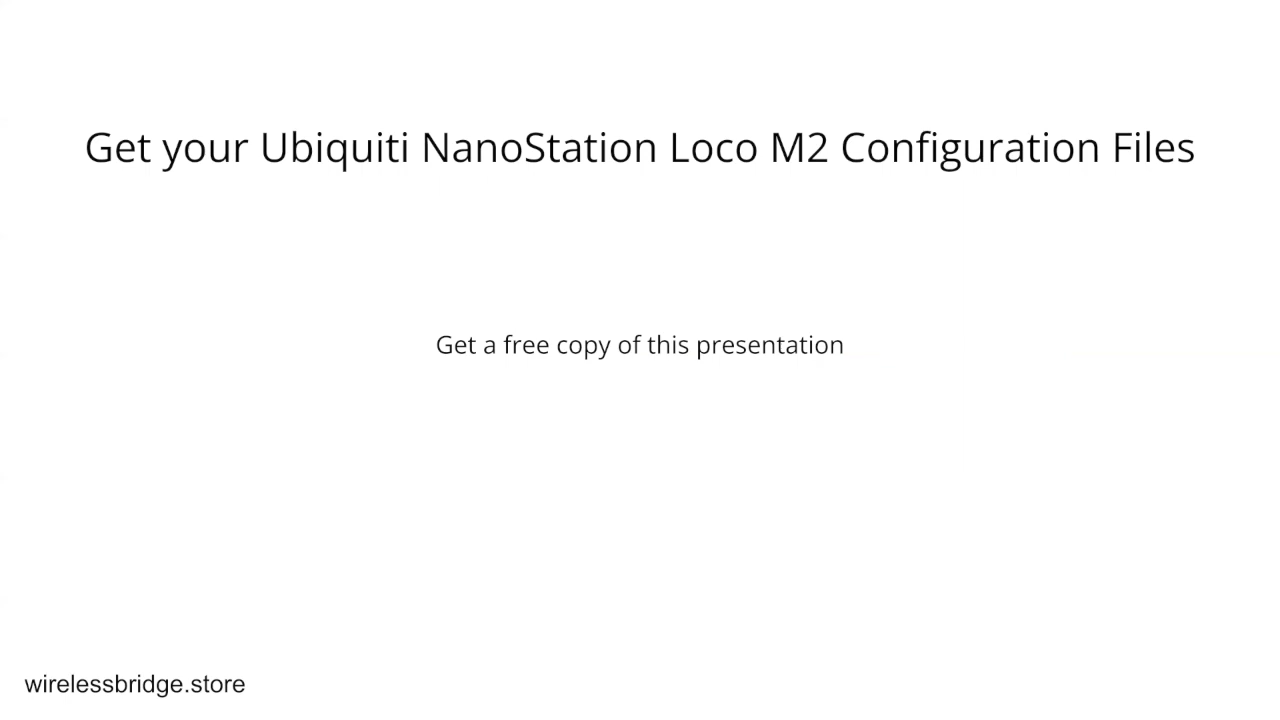 Get your Ubiquiti NanoStation Loco M2 Configuration Files
Get a free copy of this presentation
wirelessbridge.store